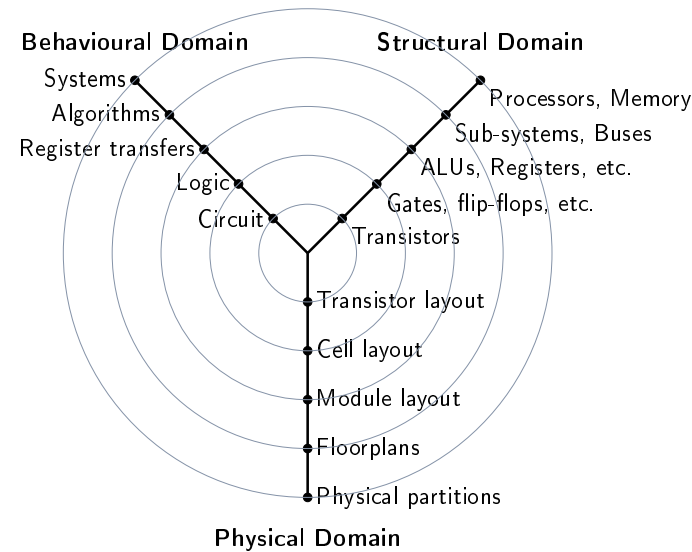 Behavioural Domain
Structural Domain
Systems
Processors, Memory
Algorithms
Sub-systems, Buses
Register transfers
ALUs, Registers, etc.
Logic
Gates, flip-flops, etc.
Circuit
Transistors
Transistor layout
Cell layout
Module layout
Floorplans
Physical partitions
Physical Domain